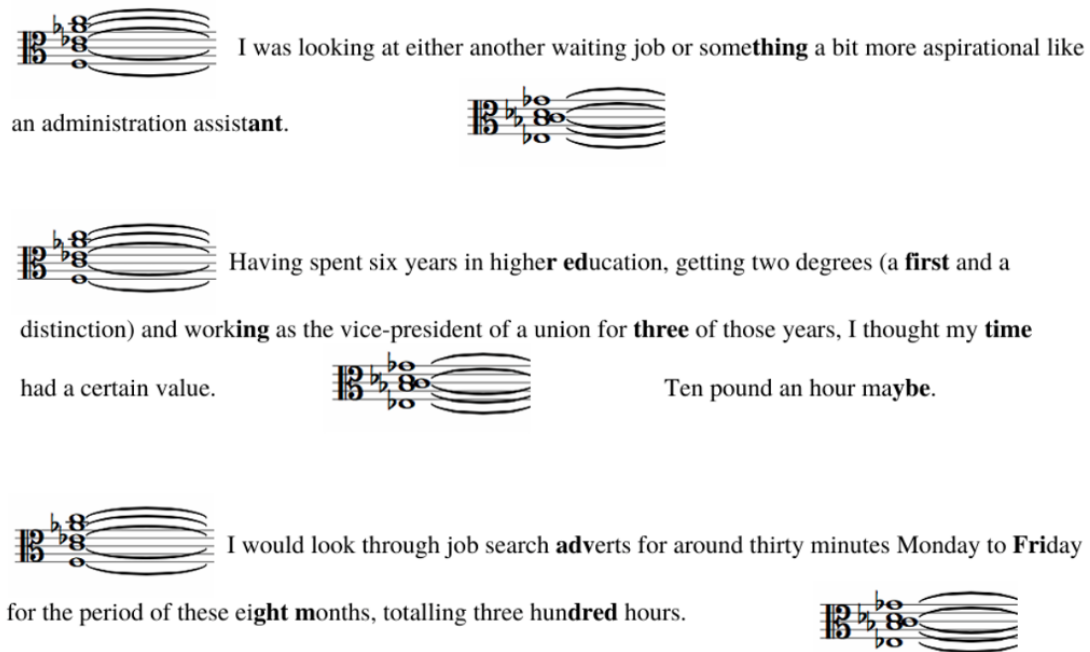 I was looking at either another waiting job or something a bit more aspirational like
an administration assistant.
Having spent six years in higher education, getting two degrees (a first and a
distinction) and working as the vice-president of a union for three of those years, I thought my time
had a certain value. Ten pound an hour maybe.
I would look through job search adverts for around thirty minutes Monday to Friday
for the period of these eight months, totalling three hundred hours.